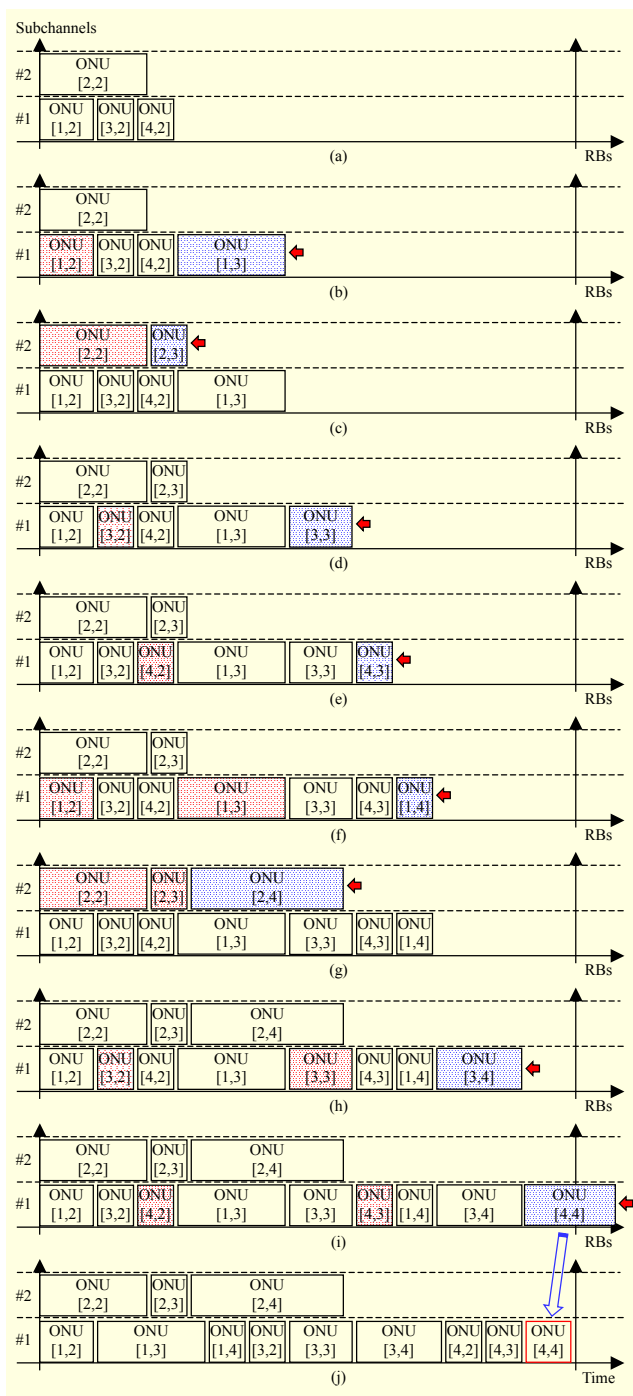 Subchannels
#2
ONU
[2,2]
#1
ONU ONU ONU
[1,2] [3,2] [4,2]
(a)
RBs
#2
ONU
[2,2]
#1
ONU ONU ONU ONU
[1,2] [3,2] [4,2] [1,3]
(b)
RBs
#2
ONU ONU
[2,2] [2,3]
#1
ONU ONU ONU ONU
[1,2] [3,2] [4,2] [1,3]
(c)
RBs
#2
ONU ONU
[2,2] [2,3]
#1
ONU ONU ONU ONU ONU
[1,2] [3,2] [4,2] [1,3] [3,3]
(d)
RBs
#2
ONU ONU
[2,2] [2,3]
#1
ONU ONU ONU ONU ONU ONU
[1,2] [3,2] [4,2] [1,3] [3,3] [4,3]
(e)
RBs
#2
ONU ONU
[2,2] [2,3]
#1
ONU ONU ONU ONU ONU ONU ONU
[1,2] [3,2] [4,2] [1,3] [3,3] [4,3] [1,4]
(f)
RBs
#2
ONU ONU ONU
[2,2] [2,3] [2,4]
#1
ONU ONU ONU ONU ONU ONU ONU
[1,2] [3,2] [4,2] [1,3] [3,3] [4,3] [1,4]
(g)
RBs
#2
ONU ONU ONU
[2,2] [2,3] [2,4]
#1
ONU ONU ONU ONU ONU ONU ONU ONU
[1,2] [3,2] [4,2] [1,3] [3,3] [4,3] [1,4] [3,4]
(h)
RBs
#2
ONU ONU ONU
[2,2] [2,3] [2,4]
#1
ONU ONU ONU ONU ONU ONU ONU ONU ONU
[1,2] [3,2] [4,2] [1,3] [3,3] [4,3] [1,4] [3,4] [4,4]
(i)
RBs
#2
ONU ONU ONU
[2,2] [2,3] [2,4]
#1
ONU ONU ONU ONU ONU ONU ONU ONU ONU
[1,2] [1,3] [1,4] [3,2] [3,3] [3,4] [4,2] [4,3] [4,4]
(j)
Time